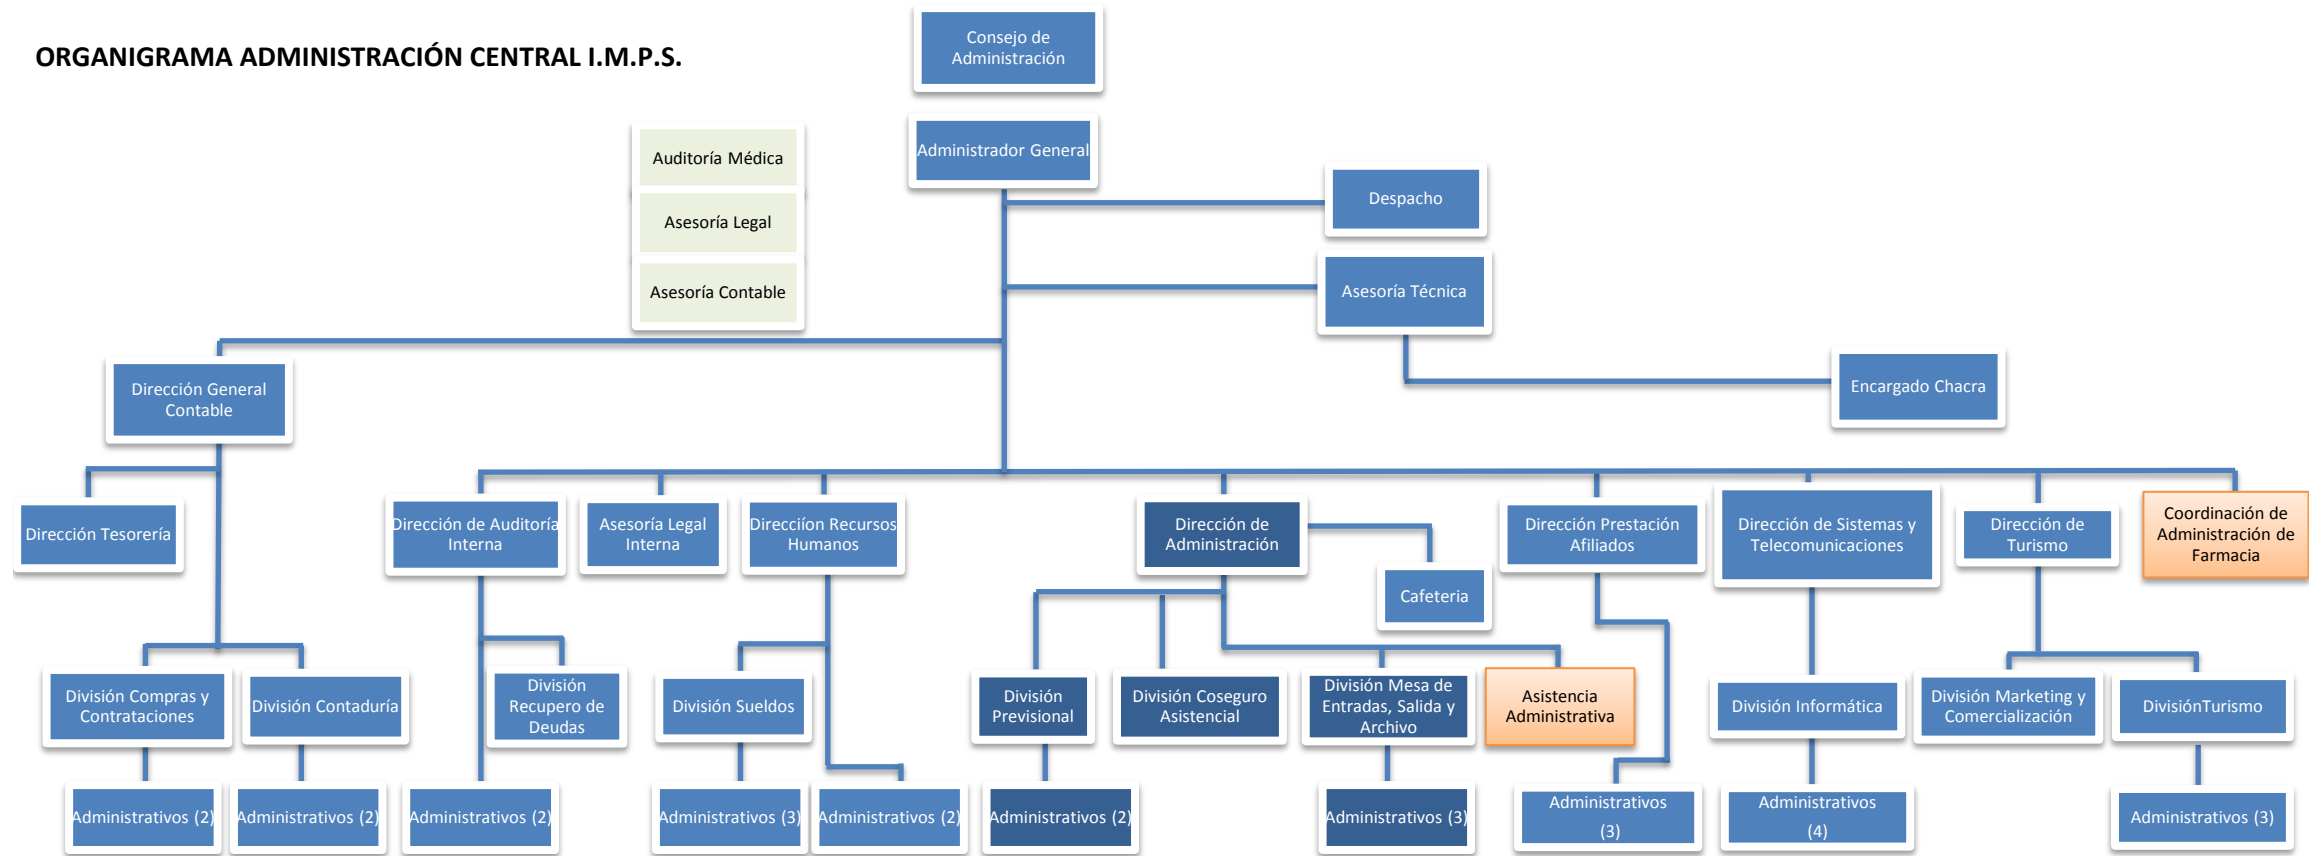 ORGANIGRAMA ADMINISTRACIÓN CENTRAL I.M.P.S.
Consejo de
Administración
Administrador General
Auditoría Médica
Asesoría Legal
Asesoría Contable
Despacho
Asesoría Técnica
Encargado Chacra
Dirección General
Contable
Dirección Tesorería
Dirección de Auditoría
Interna
Asesoría Legal
Interna
Direcciíon Recursos
Humanos
Dirección de
Administración
Cafeteria
Dirección Prestación
Afiliados
Dirección de Sistemas y
Telecomunicaciones
Dirección de
Turismo
Coordinación de
Administración de
Farmacia
División Compras y
Contrataciones
División Contaduría
División
Recupero de
Deudas
División Sueldos
División
Previsional
División Coseguro
Asistencial
División Mesa de
Entradas, Salida y
Archivo
Asistencia
Administrativa
División Informática
División Marketing y
Comercialización
DivisiónTurismo
Administrativos (2)
Administrativos (2)
Administrativos (2)
Administrativos (3)
Administrativos (2)
Administrativos (2)
Administrativos (3)
Administrativos
(3)
Administrativos
(4)
Administrativos (3)